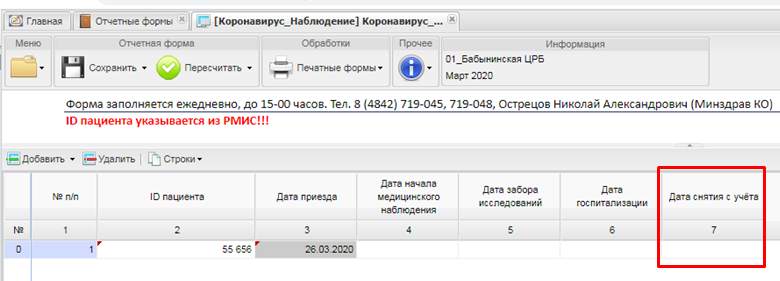 Главная
Отчетные формы
[Коронавирус_Наблюдение] Коронавирус_...
Меню
Отчетная форма
Обработки
Прочее
Информация
Сохранить
Пересчитать
Печатные формы
01_Бабынинская ЦРБ
Март 2020
Форма заполняется ежедневно, до 15-00 часов. Тел. 8 (4842) 719-045, 719-048, Острецов Николай Александрович (Минздрав КО)
ID пациента указывается из РМИС!!!
Добавить
Удалить
Строки
№ п/п
ID пациента
Дата приезда
Дата начала
медицинского
наблюдения
Дата забора
исследований
Дата
госпитализации
Дата снятия с учёта
№ 1 2 3 4 5 6 7
0 1 55 656 26.03.2020